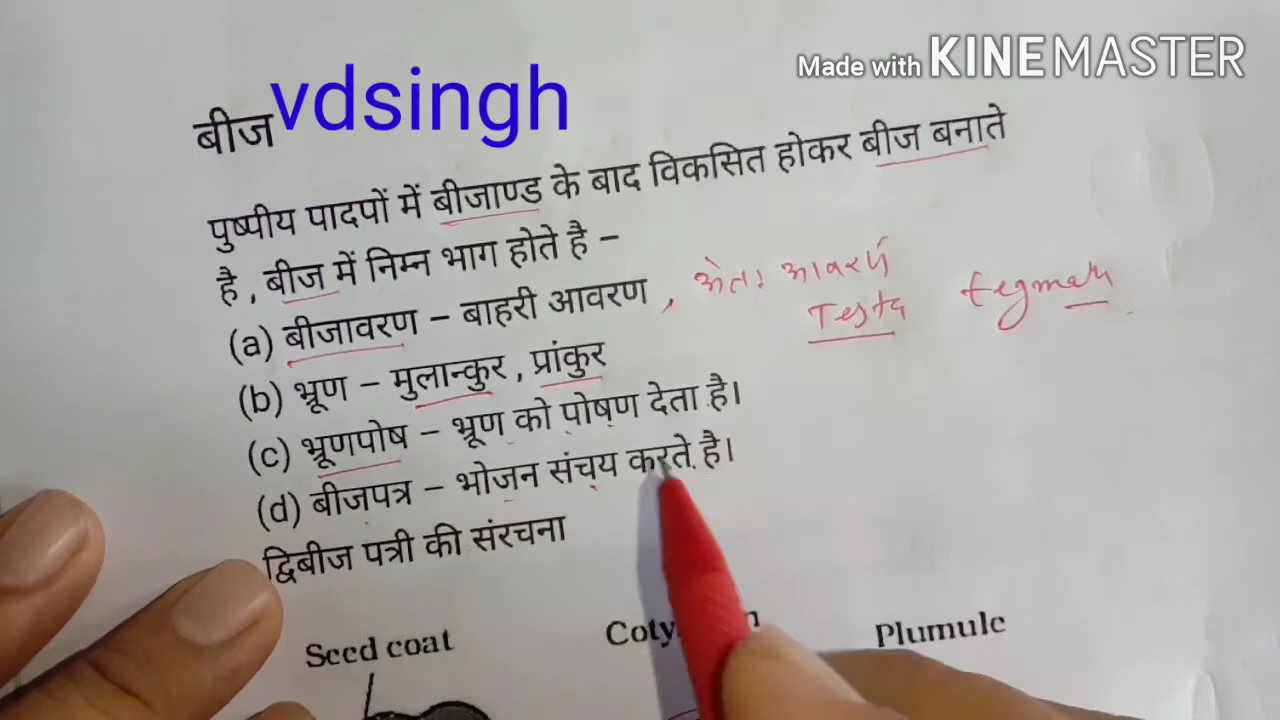 Made with KINEMASTER
vdsingh
बीज
पुष्पीय पादपों में बीजाण्ड के बाद विकसित होकर बीज बनाते
है , बीज में निम्न भाग होते है –
(a) बीजावरण – बाहरी आवरण ,
Testa tegmen
(b) भ्रूण – मुलान्कुर , प्रांकुर
(c) भ्रूणपोष – भ्रूण को पोषण देता है।
(d) बीजपत्र – भोजन संचय करते है।
द्विबीज पत्री की संरचना
Seed coat
Plumule